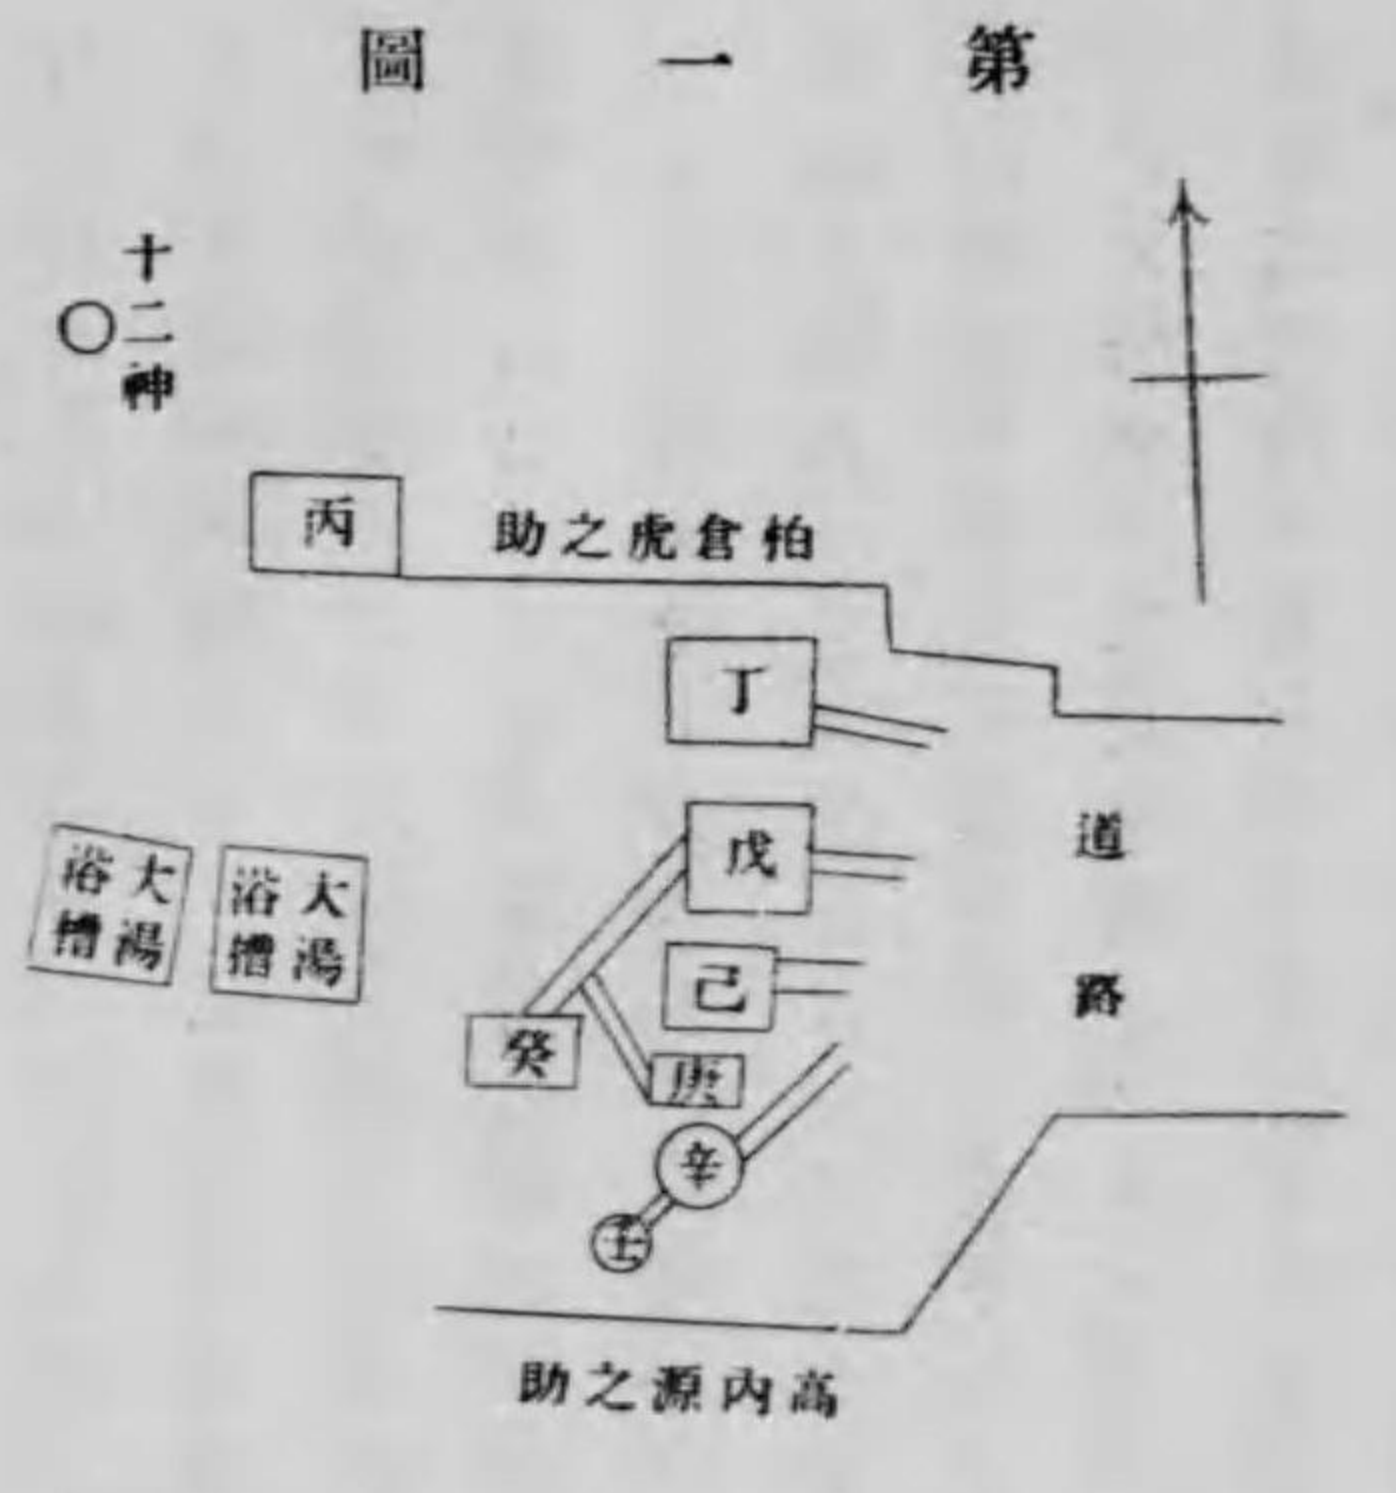 第一圖
十二神
丙
柏倉虎之助
丁
道路
戊
大湯
浴槽
大湯
浴槽
己
癸
庚
辛
壬
高內源之助